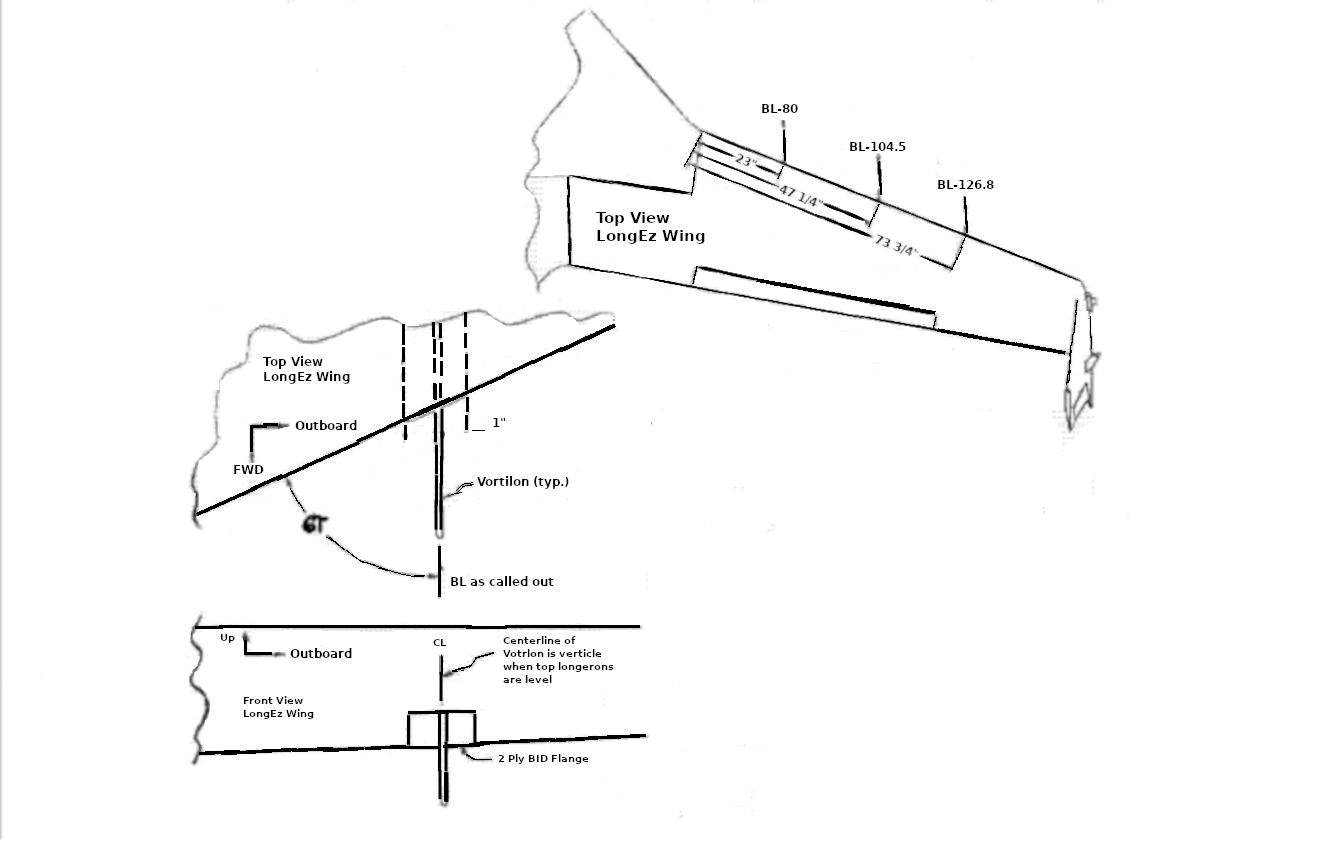 BL-80
BL-104.5
BL-126.8
23"
47 1/4"
73 3/4"
Top View
LongEz Wing
Top View
LongEz Wing
Outboard
FWD
1"
Vortilon (typ.)
BL as called out
Up
Outboard
CL
Centerline of
Votrlon is verticle
when top longerons
are level
Front View
LongEz Wing
2 Ply BID Flange